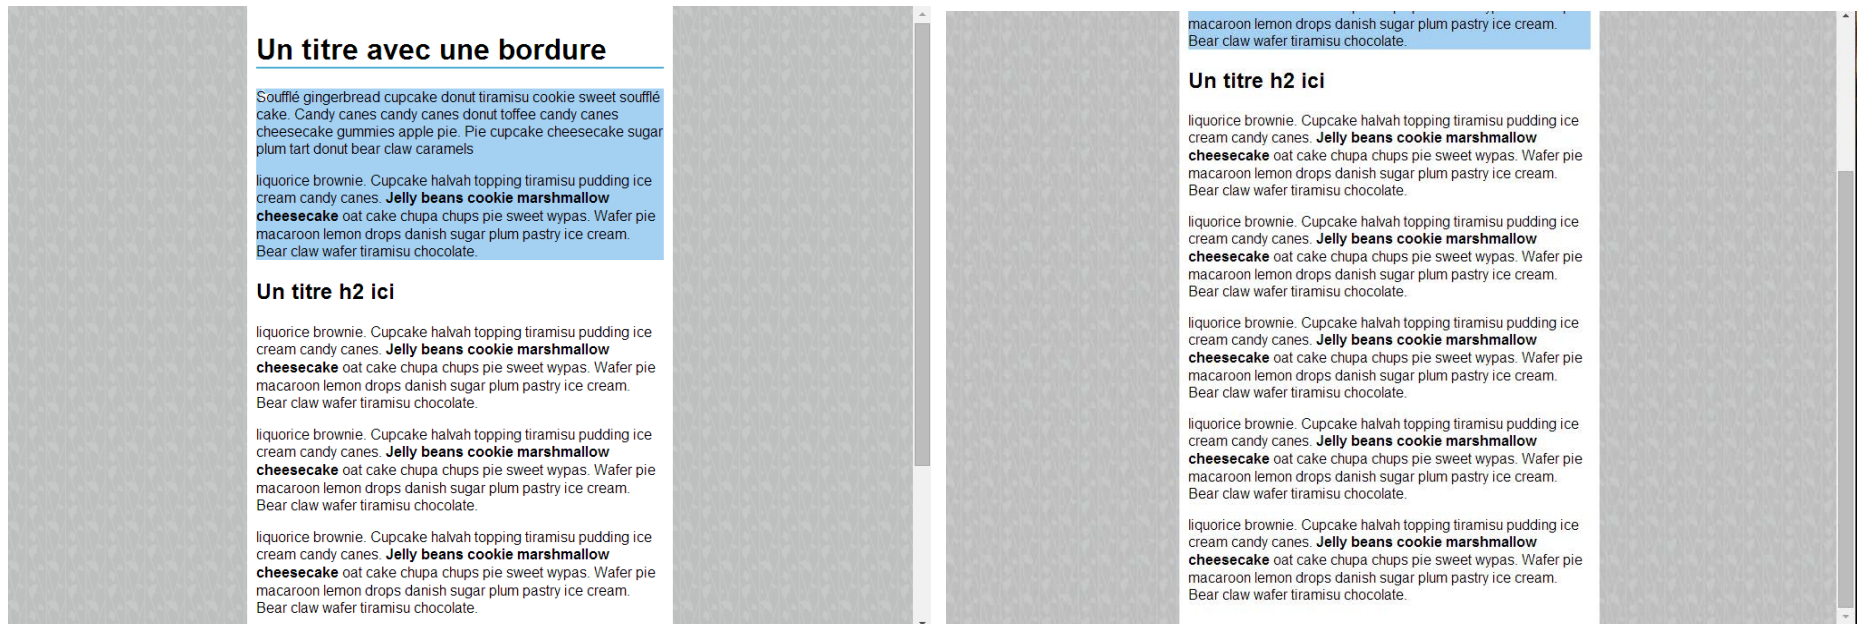 Un titre avec une bordure
Soufflé gingerbread cupcake donut tiramisu cookie sweet soufflé
cake. Candy canes candy canes donut toffee candy canes
cheesecake gummies apple pie. Pie cupcake cheesecake sugar
plum tart donut bear claw caramels
liquorice brownie. Cupcake halvah topping tiramisu pudding ice
cream candy canes. Jelly beans cookie marshmallow
cheesecake oat cake chupa chups pie sweet wypas. Wafer pie
macaroon lemon drops danish sugar plum pastry ice cream.
Bear claw wafer tiramisu chocolate.
Un titre h2 ici
liquorice brownie. Cupcake halvah topping tiramisu pudding ice
cream candy canes. Jelly beans cookie marshmallow
cheesecake oat cake chupa chups pie sweet wypas. Wafer pie
macaroon lemon drops danish sugar plum pastry ice cream.
Bear claw wafer tiramisu chocolate.
liquorice brownie. Cupcake halvah topping tiramisu pudding ice
cream candy canes. Jelly beans cookie marshmallow
cheesecake oat cake chupa chups pie sweet wypas. Wafer pie
macaroon lemon drops danish sugar plum pastry ice cream.
Bear claw wafer tiramisu chocolate.
liquorice brownie. Cupcake halvah topping tiramisu pudding ice
cream candy canes. Jelly beans cookie marshmallow
cheesecake oat cake chupa chups pie sweet wypas. Wafer pie
macaroon lemon drops danish sugar plum pastry ice cream.
Bear claw wafer tiramisu chocolate.
macaroon lemon drops danish sugar plum pastry ice cream.
Bear claw wafer tiramisu chocolate.
Un titre h2 ici
liquorice brownie. Cupcake halvah topping tiramisu pudding ice
cream candy canes. Jelly beans cookie marshmallow
cheesecake oat cake chupa chups pie sweet wypas. Wafer pie
macaroon lemon drops danish sugar plum pastry ice cream.
Bear claw wafer tiramisu chocolate.
liquorice brownie. Cupcake halvah topping tiramisu pudding ice
cream candy canes. Jelly beans cookie marshmallow
cheesecake oat cake chupa chups pie sweet wypas. Wafer pie
macaroon lemon drops danish sugar plum pastry ice cream.
Bear claw wafer tiramisu chocolate.
liquorice brownie. Cupcake halvah topping tiramisu pudding ice
cream candy canes. Jelly beans cookie marshmallow
cheesecake oat cake chupa chups pie sweet wypas. Wafer pie
macaroon lemon drops danish sugar plum pastry ice cream.
Bear claw wafer tiramisu chocolate.
liquorice brownie. Cupcake halvah topping tiramisu pudding ice
cream candy canes. Jelly beans cookie marshmallow
cheesecake oat cake chupa chups pie sweet wypas. Wafer pie
macaroon lemon drops danish sugar plum pastry ice cream.
Bear claw wafer tiramisu chocolate.
liquorice brownie. Cupcake halvah topping tiramisu pudding ice
cream candy canes. Jelly beans cookie marshmallow
cheesecake oat cake chupa chups pie sweet wypas. Wafer pie
macaroon lemon drops danish sugar plum pastry ice cream.
Bear claw wafer tiramisu chocolate.